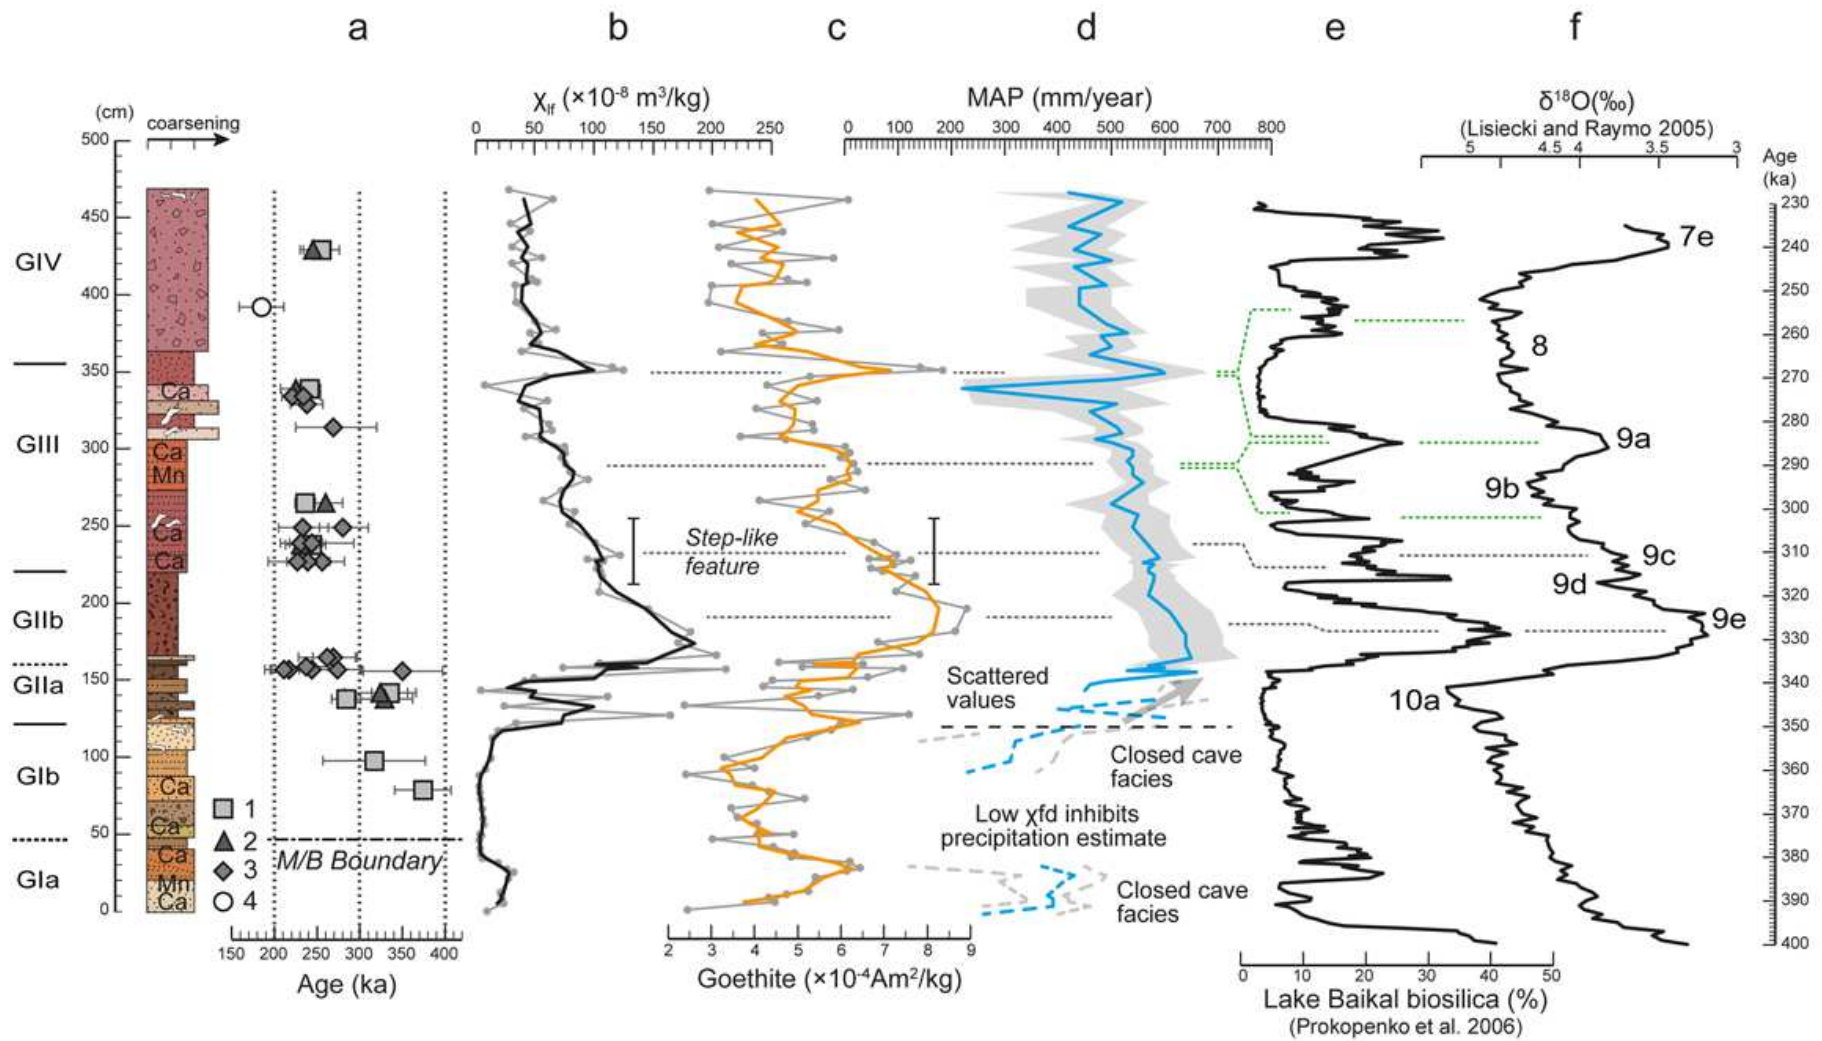 a
b
c
d
e
f
χlf (×10-8 m3/kg)
MAP (mm/year)
δ18O(‰)
(Lisiecki and Raymo 2005)
(cm)
coarsening
0 50 100 150 200 250
0 100 200 300 400 500 600 700 800
5 4.5 4 3.5 3
Age
(ka)
500
450
400
350
300
250
200
150
100
50
0
GIV
GIII
GIIb
GIIa
GIb
GIa
Ca
Ca
Mn
Ca
Ca
Ca
Ca
Ca
Mn
Ca
1
2
3
4
M/B Boundary
150 200 250 300 350 400
Age (ka)
Step-like
feature
2 3 4 5 6 7 8 9
Goethite (×10-4Am2/kg)
Scattered
values
Closed cave
facies
Low χfd inhibits
precipitation estimate
Closed cave
facies
0 10 20 30 40 50
Lake Baikal biosilica (%)
(Prokopenko et al. 2006)
7e
8
9a
9b
9c
9d
9e
10a
230
240
250
260
270
280
290
300
310
320
330
340
350
360
370
380
390
400